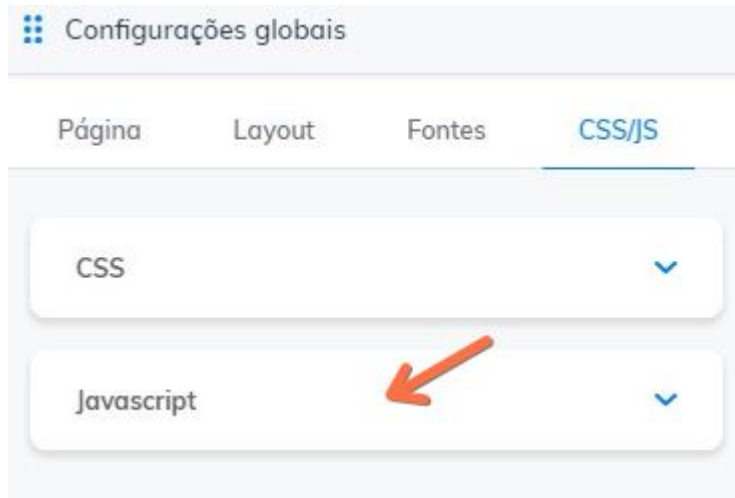 Configurações globais
Página Layout Fontes CSS/JS
CSS
Javascript